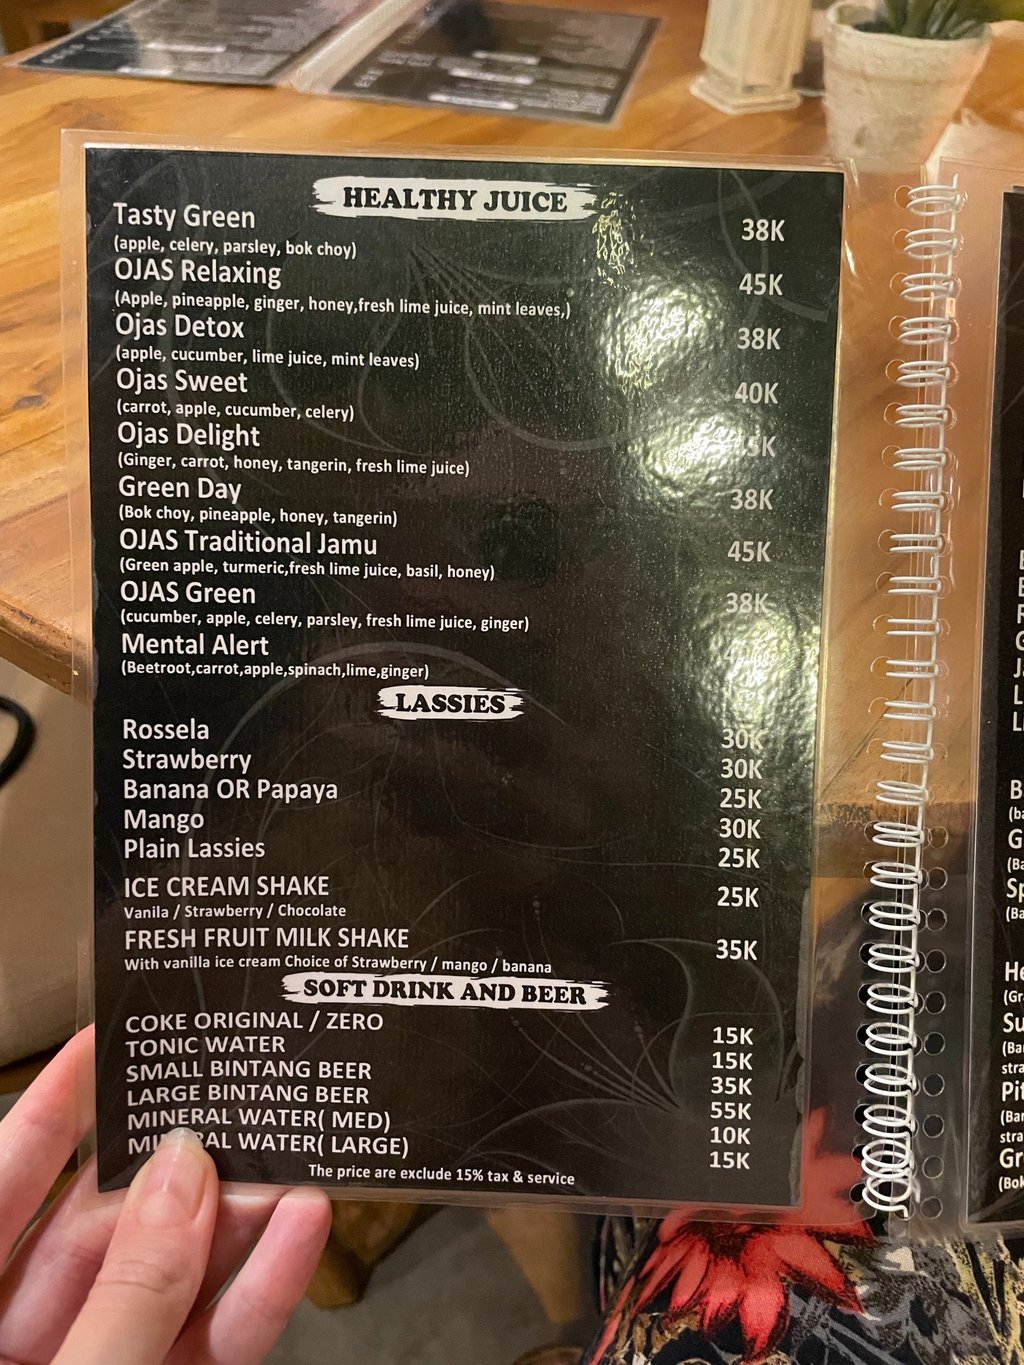 HEALTHY JUICE
Tasty Green 38K
(apple, celery, parsley, bok choy)
OJAS Relaxing 45K
(Apple, pineapple, ginger, honey,fresh lime juice, mint leaves,)
Ojas Detox 38K
(apple, cucumber, lime juice, mint leaves)
Ojas Sweet 40K
(carrot, apple, cucumber, celery)
Ojas Delight
(Ginger, carrot, honey, tangerin, fresh lime juice)
Green Day 38K
(Bok choy, pineapple, honey, tangerin)
OJAS Traditional Jamu 45K
(Green apple, turmeric,fresh lime juice, basil, honey)
OJAS Green 38K
(cucumber, apple, celery, parsley, fresh lime juice, ginger)
Mental Alert
(Beetroot,carrot,apple,spinach,lime,ginger)
LASSIES
Rossela 30K
Strawberry 30K
Banana OR Papaya 25K
Mango 30K
Plain Lassies 25K
ICE CREAM SHAKE 25K
Vanila / Strawberry / Chocolate
FRESH FRUIT MILK SHAKE 35K
With vanilla ice cream Choice of Strawberry / mango / banana
SOFT DRINK AND BEER
COKE ORIGINAL / ZERO 15K
TONIC WATER 15K
SMALL BINTANG BEER 35K
LARGE BINTANG BEER 55K
MINERAL WATER( MED) 10K
MINERAL WATER( LARGE) 15K
The price are exclude 15% tax & service